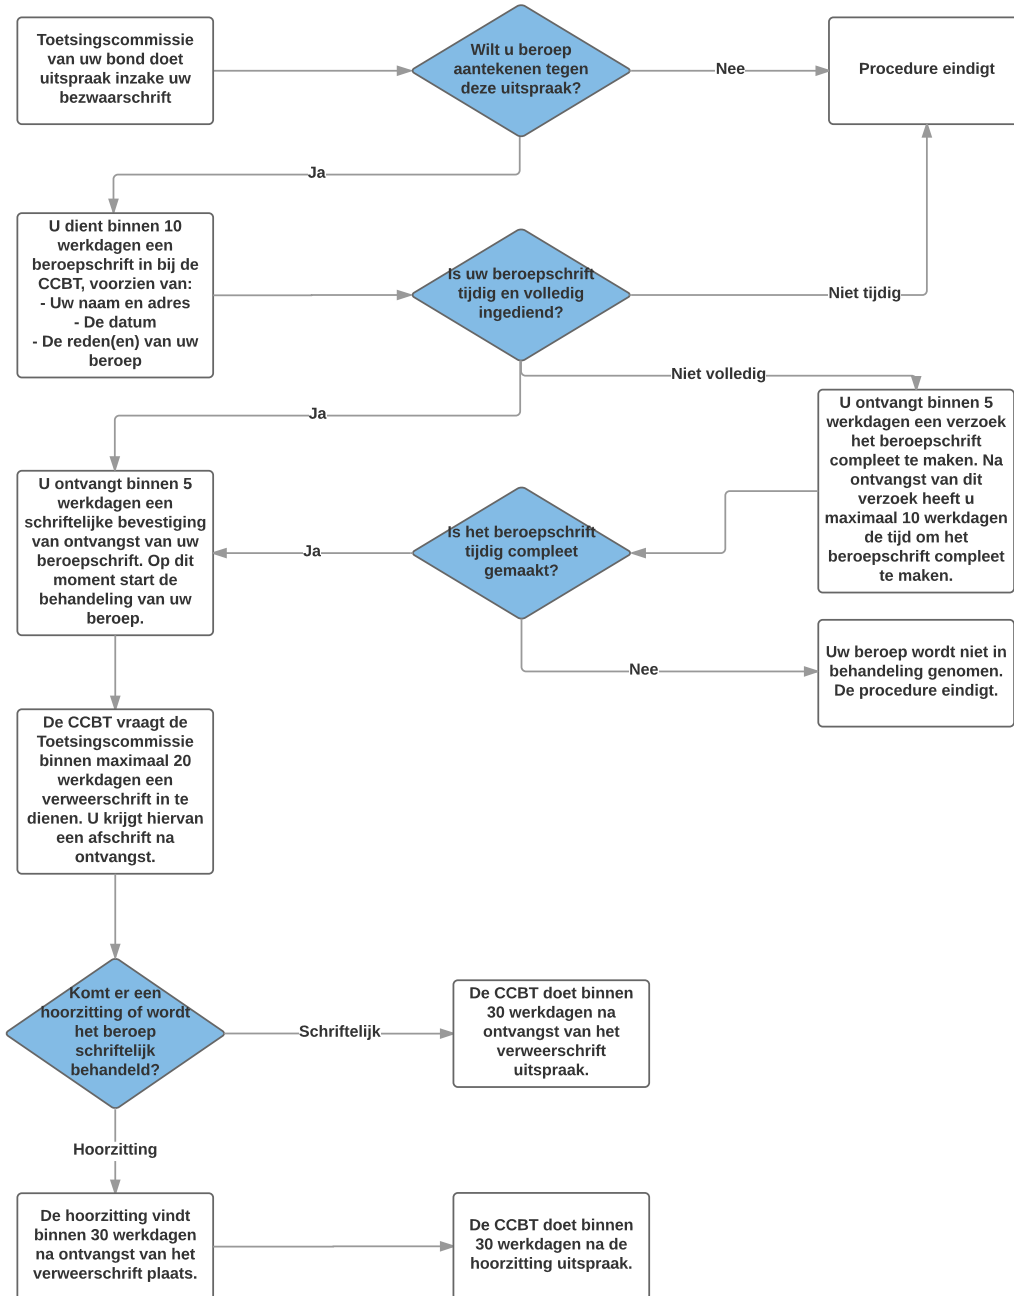 Toetsingscommissie
van uw bond doet
uitspraak inzake uw
bezwaarschrift
Wilt u beroep
aantekenen tegen
deze uitspraak?
Nee
Procedure eindigt
Ja
U dient binnen 10
werkdagen een
beroepschrift in bij de
CCBT, voorzien van:
- Uw naam en adres
- De datum
- De reden(en) van uw
beroep
Is uw beroepschrift
tijdig en volledig
ingediend?
Niet tijdig
Niet volledig
Ja
U ontvangt binnen 5
werkdagen een verzoek
het beroepschrift
compleet te maken. Na
ontvangst van dit
verzoek heeft u
maximaal 10 werkdagen
de tijd om het
beroepschrift compleet
te maken.
U ontvangt binnen 5
werkdagen een
schriftelijke bevestiging
van ontvangst van uw
beroepschrift. Op dit
moment start de
behandeling van uw
beroep.
Ja
Is het beroepschrift
tijdig compleet
gemaakt?
Nee
Uw beroep wordt niet in
behandeling genomen.
De procedure eindigt.
De CCBT vraagt de
Toetsingscommissie
binnen maximaal 20
werkdagen een
verweerschrift in te
dienen. U krijgt hiervan
een afschrift na
ontvangst.
Komt er een
hoorzitting of wordt
het beroep
schriftelijk
behandeld?
Schriftelijk
De CCBT doet binnen
30 werkdagen na
ontvangst van het
verweerschrift
uitspraak.
Hoorzitting
De hoorzitting vindt
binnen 30 werkdagen
na ontvangst van het
verweerschrift plaats.
De CCBT doet binnen
30 werkdagen na de
hoorzitting uitspraak.